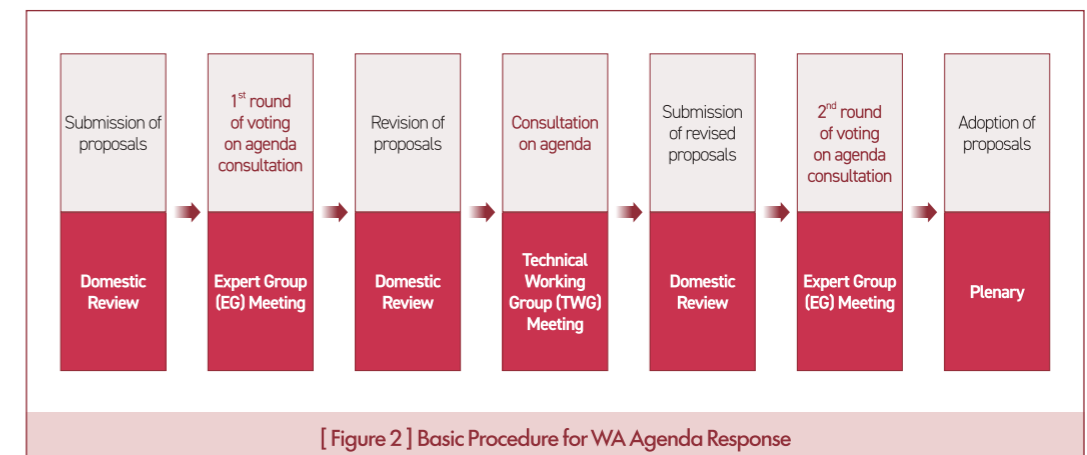 Submission of
proposals
Domestic
Review
1st round
of voting
on agenda
consultation
Expert Group
(EG) Meeting
Revision of
proposals
Domestic
Review
Consultation
on agenda
Technical
Working
Group (TWG)
Meeting
Submission
of revised
proposals
Domestic
Review
2nd round
of voting
on agenda
consultation
Expert Group
(EG) Meeting
Adoption of
proposals
Plenary
[ Figure 2 ] Basic Procedure for WA Agenda Response